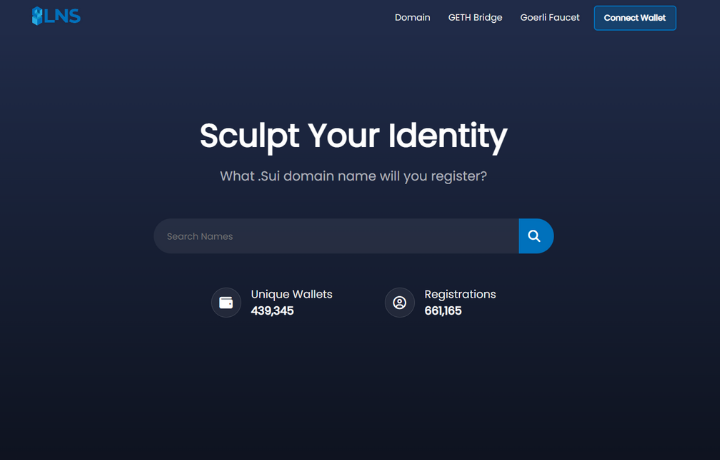 LNS
Domain
GETH Bridge
Goerli Faucet
Connect Wallet
Sculpt Your Identity
What .Sui domain name will you register?
Search Names
Unique Wallets
439,345
Registrations
661,165